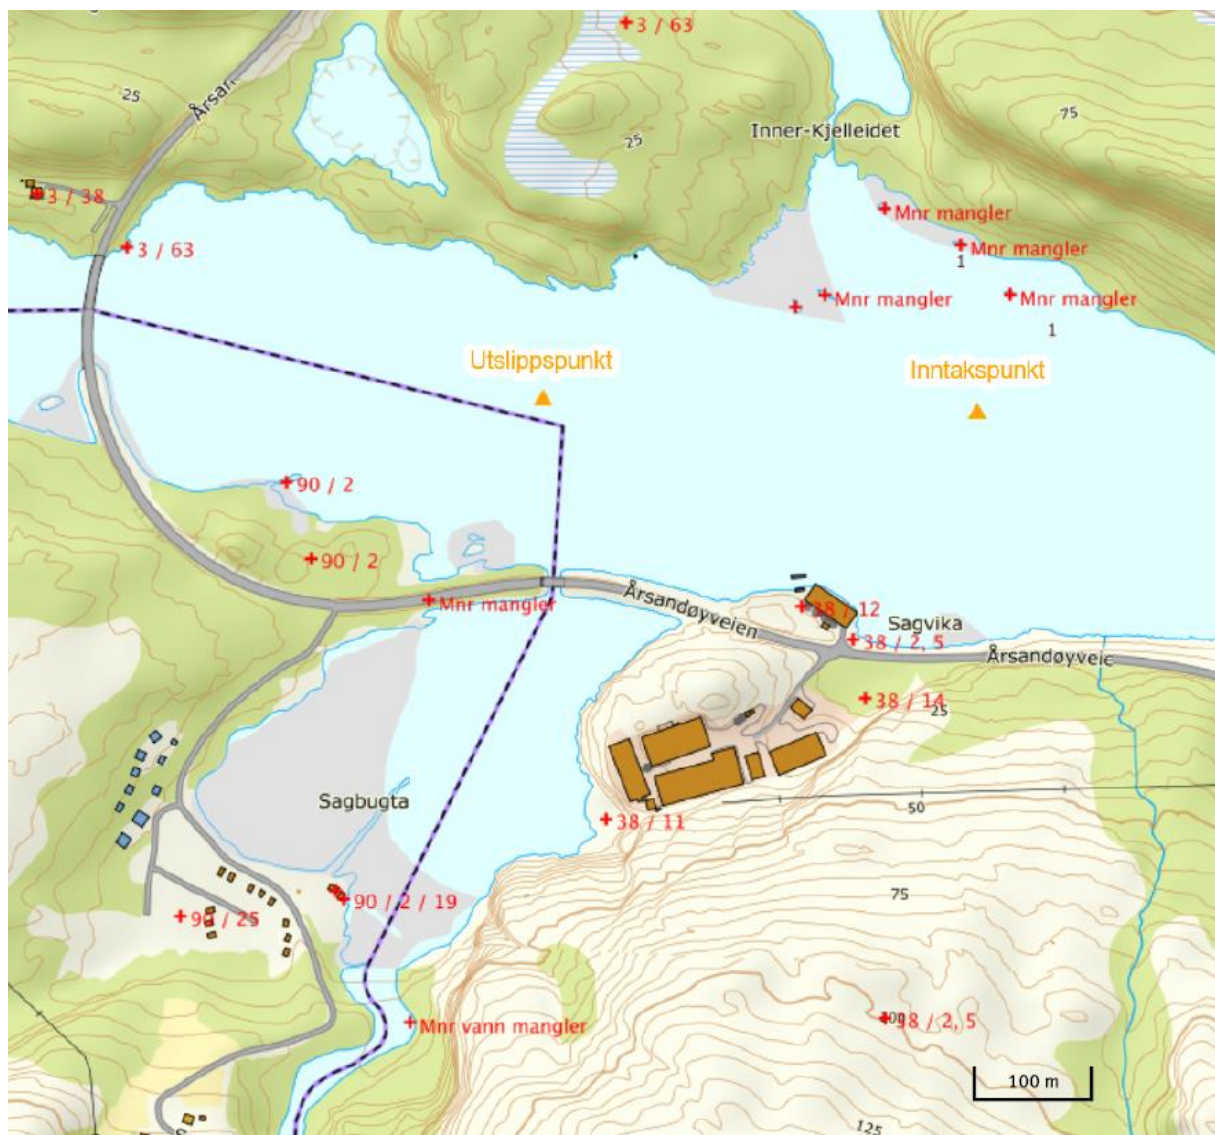 3 / 63
25
Årsan
75
Inner-Kjelleidet
25
3 / 38
Mnr mangler
3 / 63
Mnr mangler
1
Mnr mangler
Mnr mangler
1
Utslippspunkt
Inntakspunkt
90 / 2
90 / 2
Mnr mangler
Årsandøyveien
38 / 12
Sagvika
38 / 2, 5
Årsandøyveie
38 / 14
25
Sagbugta
50
38 / 11
75
90 / 2 / 19
90 / 25
38 / 2, 5
Mnr vann mangler
100 m
125